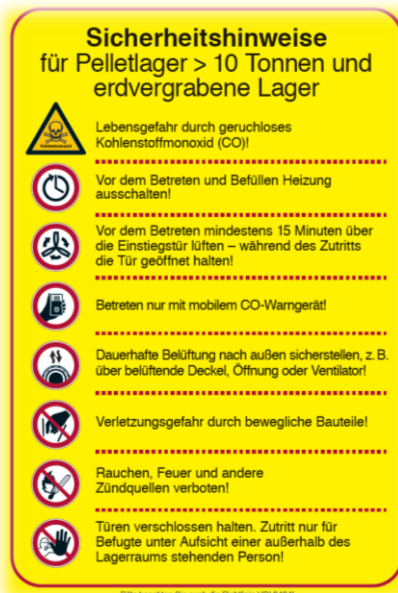 Sicherheitshinweise
für Pelletlager > 10 Tonnen und
erdvergrabene Lager
Lebensgefahr durch geruchloses
Kohlenstoffmonoxid (CO)!
Vor dem Betreten und Befüllen Heizung
ausschalten!
Vor dem Betreten mindestens 15 Minuten über
die Einstiegstür lüften – während des Zutritts
die Tür geöffnet halten!
Betreten nur mit mobilem CO-Warngerät!
Dauerhafte Belüftung nach außen sicherstellen, z. B.
über belüftende Deckel, Öffnung oder Ventilator!
Verletzungsgefahr durch bewegliche Bauteile!
Rauchen, Feuer und andere
Zündquellen verboten!
Türen verschlossen halten. Zutritt nur für
Befugte unter Aufsicht einer außerhalb des
Lagerraums stehenden Person!